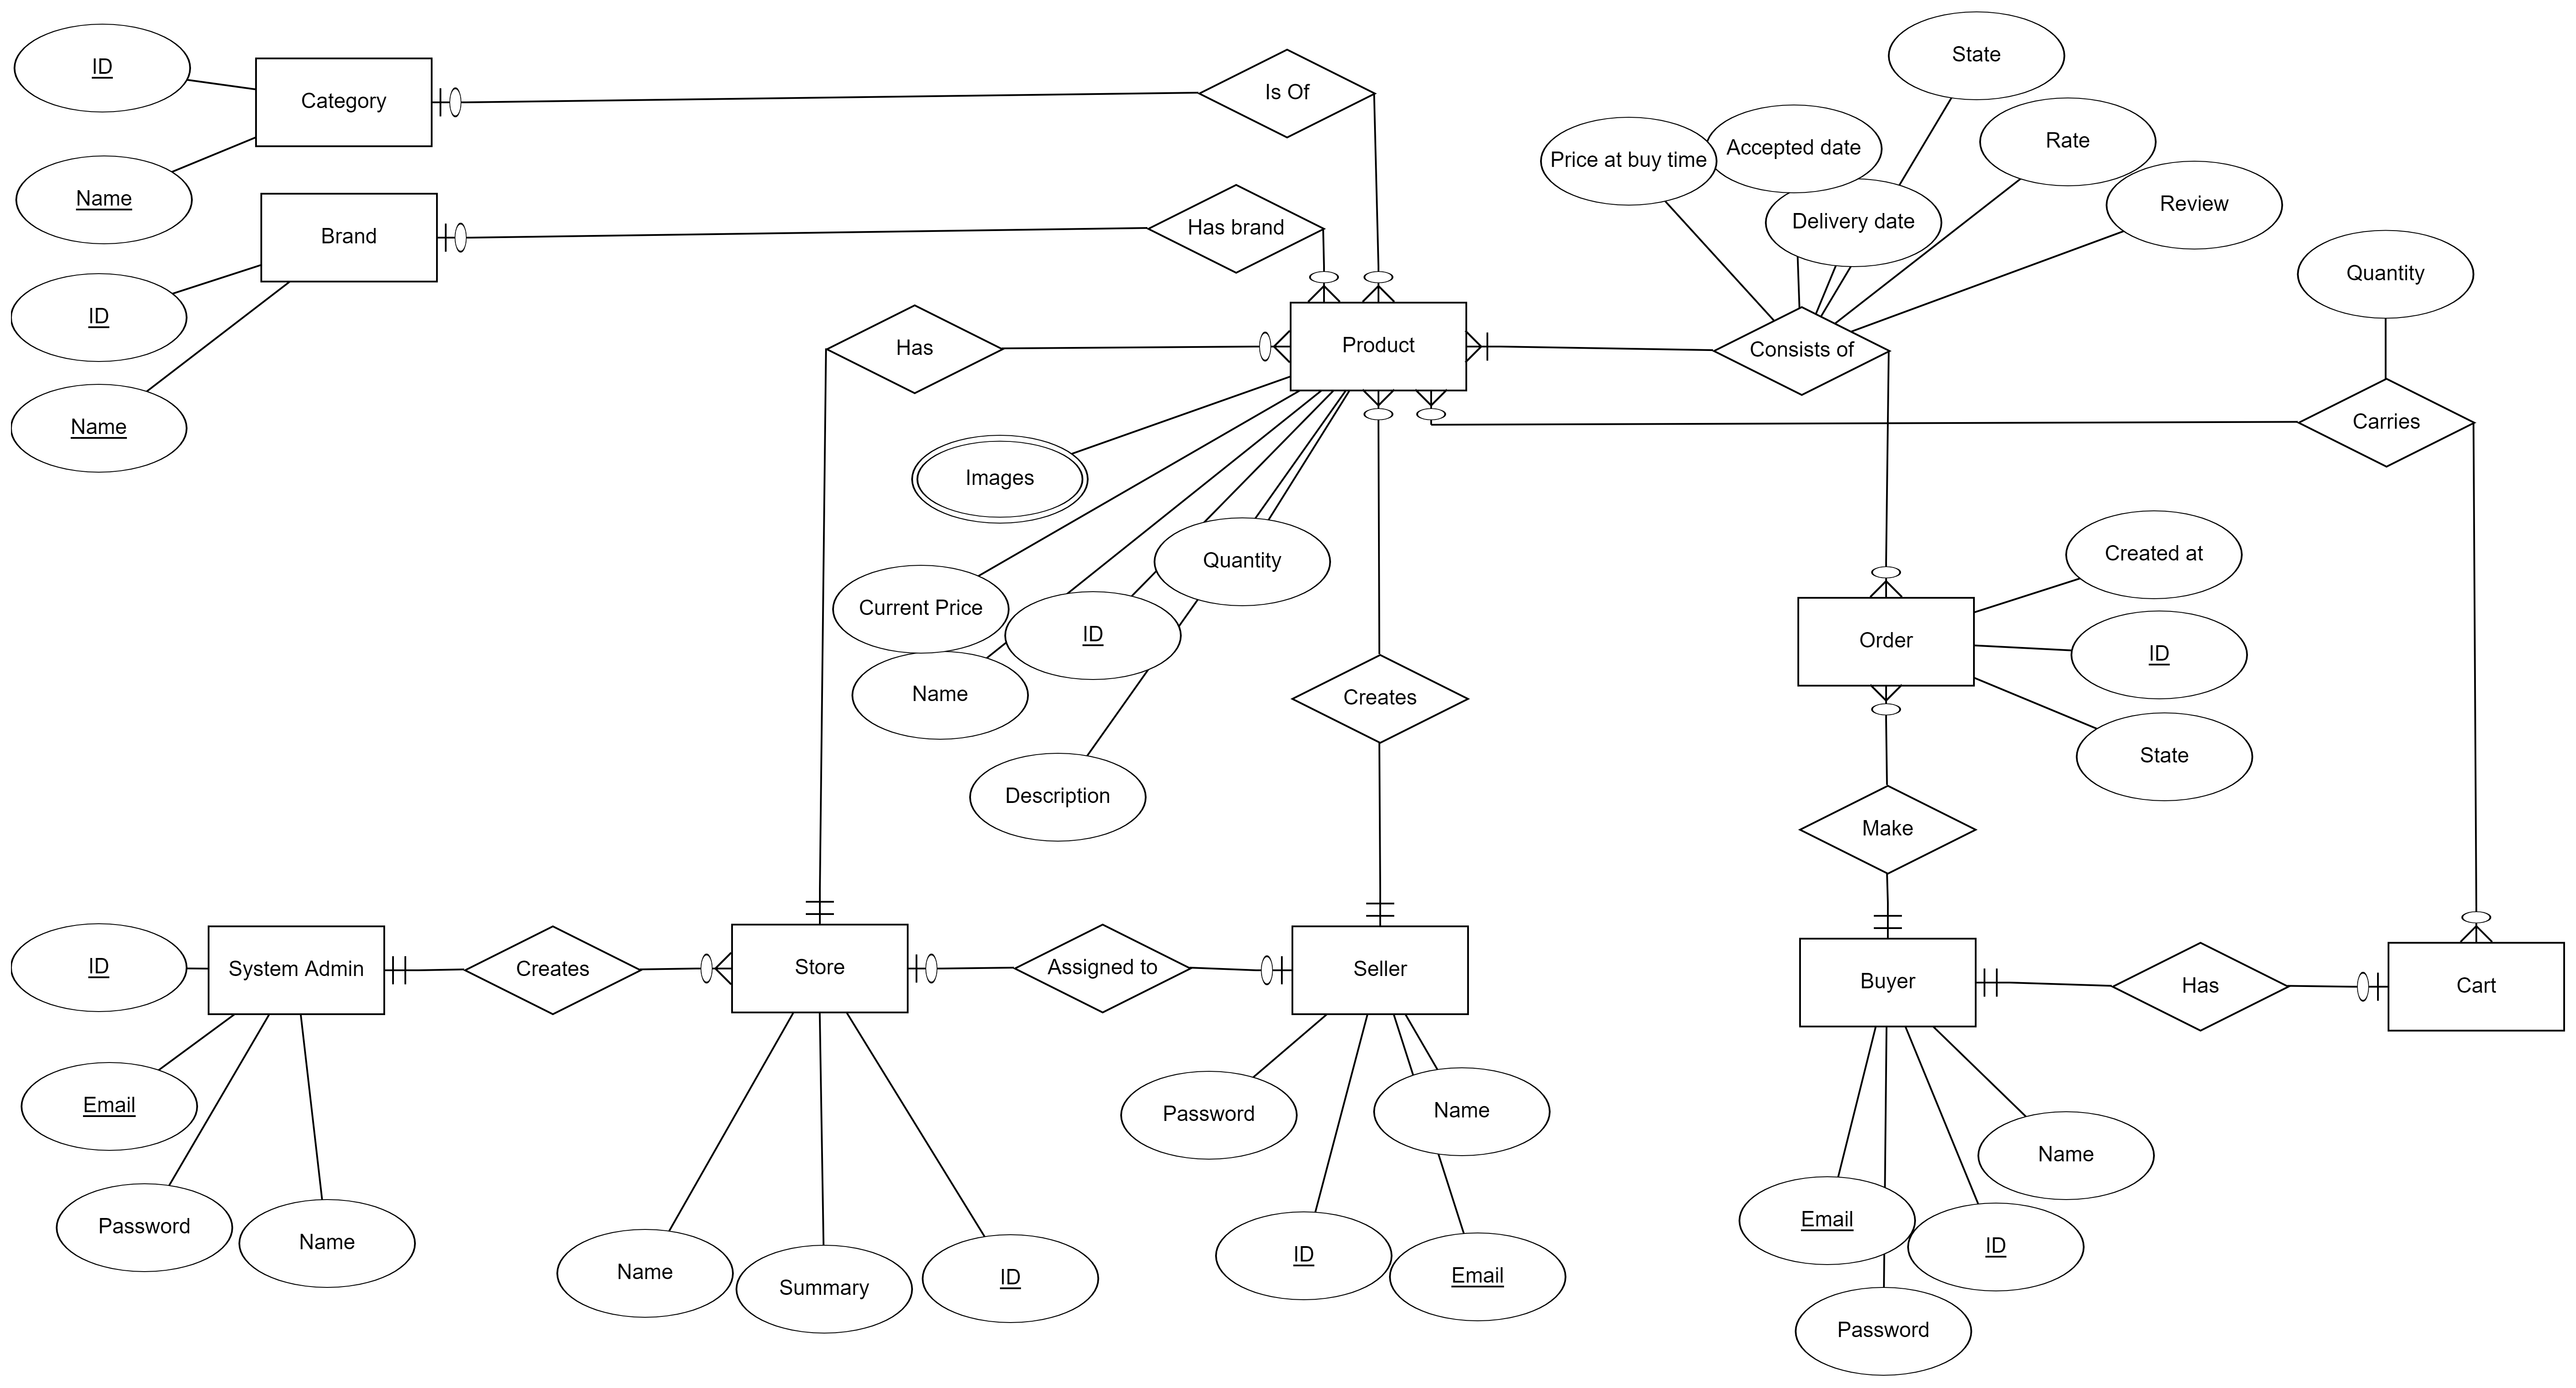 State
ID
Is Of
Category
Rate
Accepted date
Price at buy time
Name
Review
Delivery date
Has brand
Brand
Quantity
ID
Product
Has
Consists of
Carries
Name
Images
Created at
Quantity
Current Price
ID
Order
ID
Name
Creates
State
Description
Make
ID
System Admin
Creates
Store
Assigned to
Seller
Buyer
Has
Cart
Email
Password
Name
Name
Password
Name
Summary
ID
ID
Email
Email
ID
Password